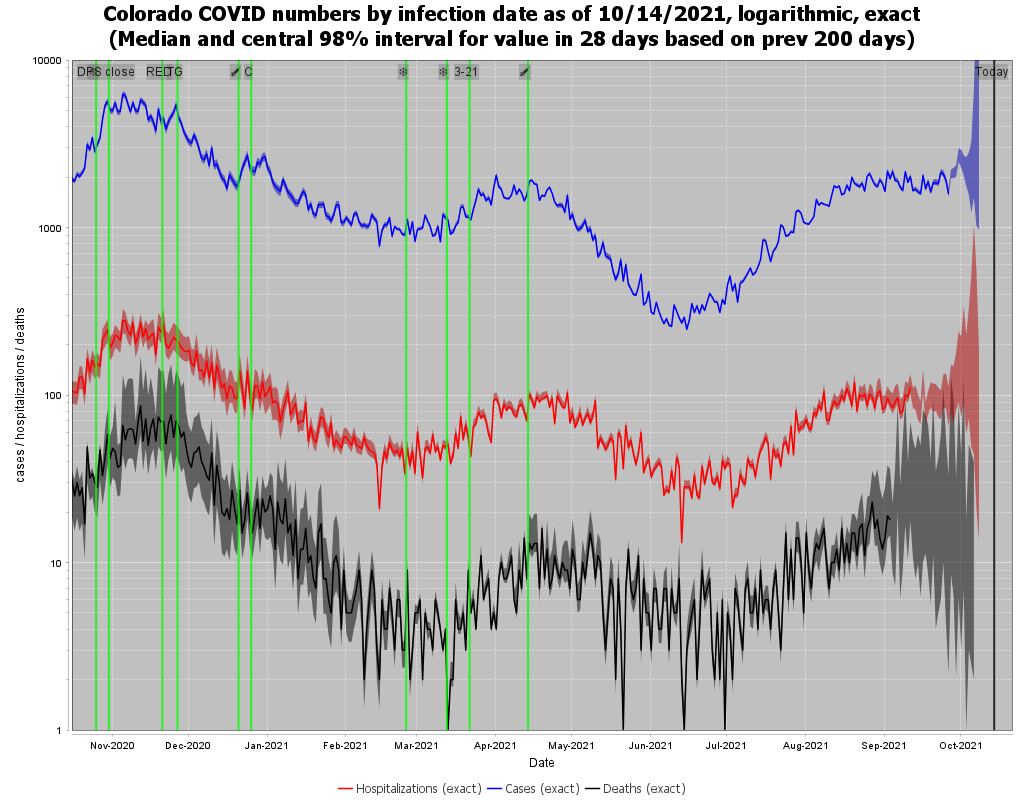 Colorado COVID numbers by infection date as of 10/14/2021, logarithmic, exact
(Median and central 98% interval for value in 28 days based on prev 200 days)
10000
1000
100
10
1
cases / hospitalizations / deaths
close
C
3-21
Today
Nov-2020 Dec-2020 Jan-2021 Feb-2021 Mar-2021 Apr-2021 May-2021 Jun-2021 Jul-2021 Aug-2021 Sep-2021 Oct-2021
Date
Hospitalizations (exact) Cases (exact) Deaths (exact)